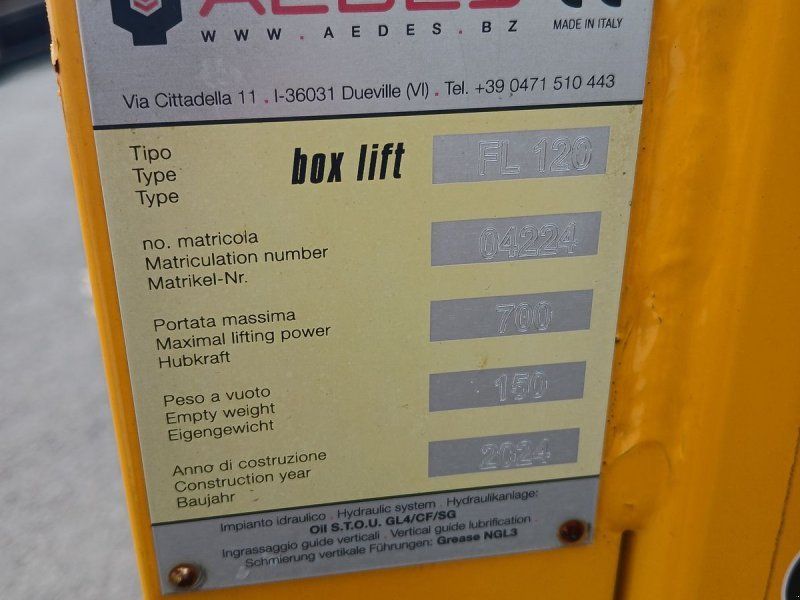 AEDES
WWW.AEDES.BZ
MADE IN ITALY
Via Cittadella 11 . I-36031 Dueville (VI) . Tel. +39 0471 510 443
Tipo
Type
Type
box lift
FL 120
no. matricola
Matriculation number
Matrikel-Nr.
04224
Portata massima
Maximal lifting power
Hubkraft
700
Peso a vuoto
Empty weight
Eigengewicht
150
Anno di costruzione
Construction year
Baujahr
2024
Impianto idraulico . Hydraulic system . Hydraulikanlage:
Oil S.T.O.U. GL4/CF/SG
Ingrassaggio guide verticali . Vertical guide lubrification .
Schmierung vertikale Führungen: Grease NGL3